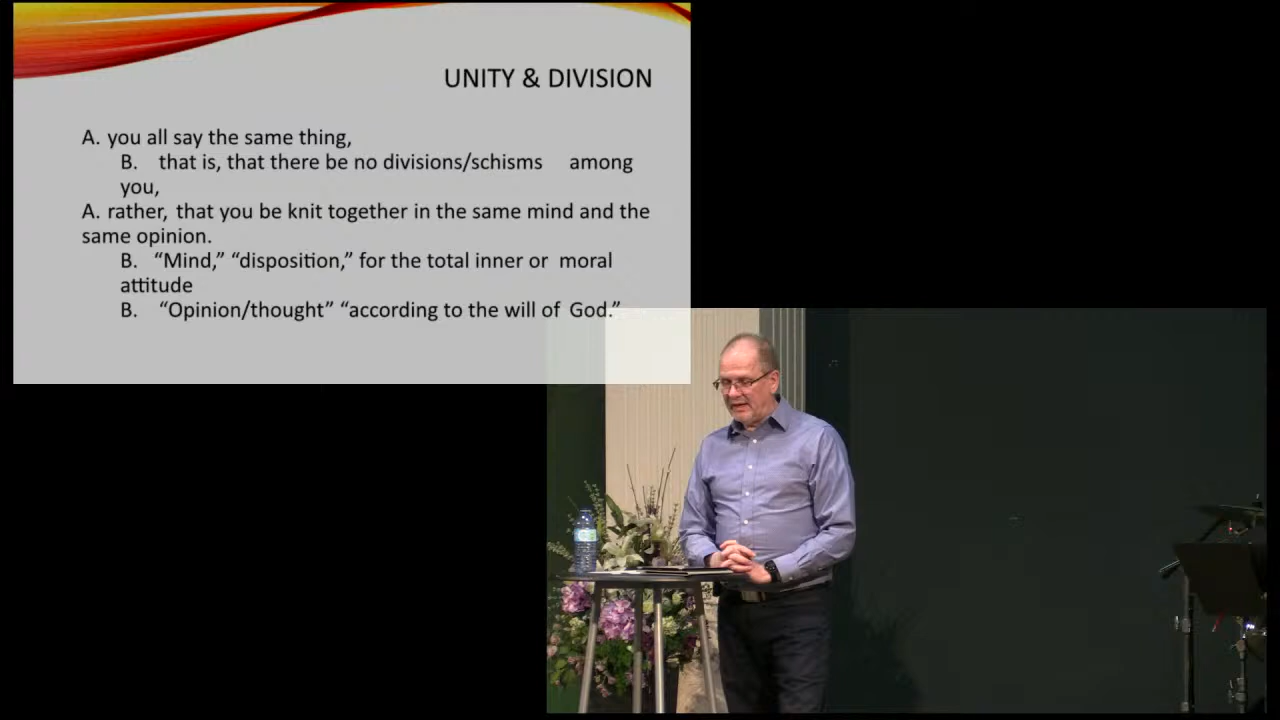 UNITY & DIVISION
A. you all say the same thing,
B. that is, that there be no divisions/schisms among
you,
A. rather, that you be knit together in the same mind and the
same opinion.
B. “Mind,” “disposition,” for the total inner or moral
attitude
B. “Opinion/thought” “according to the will of God.”